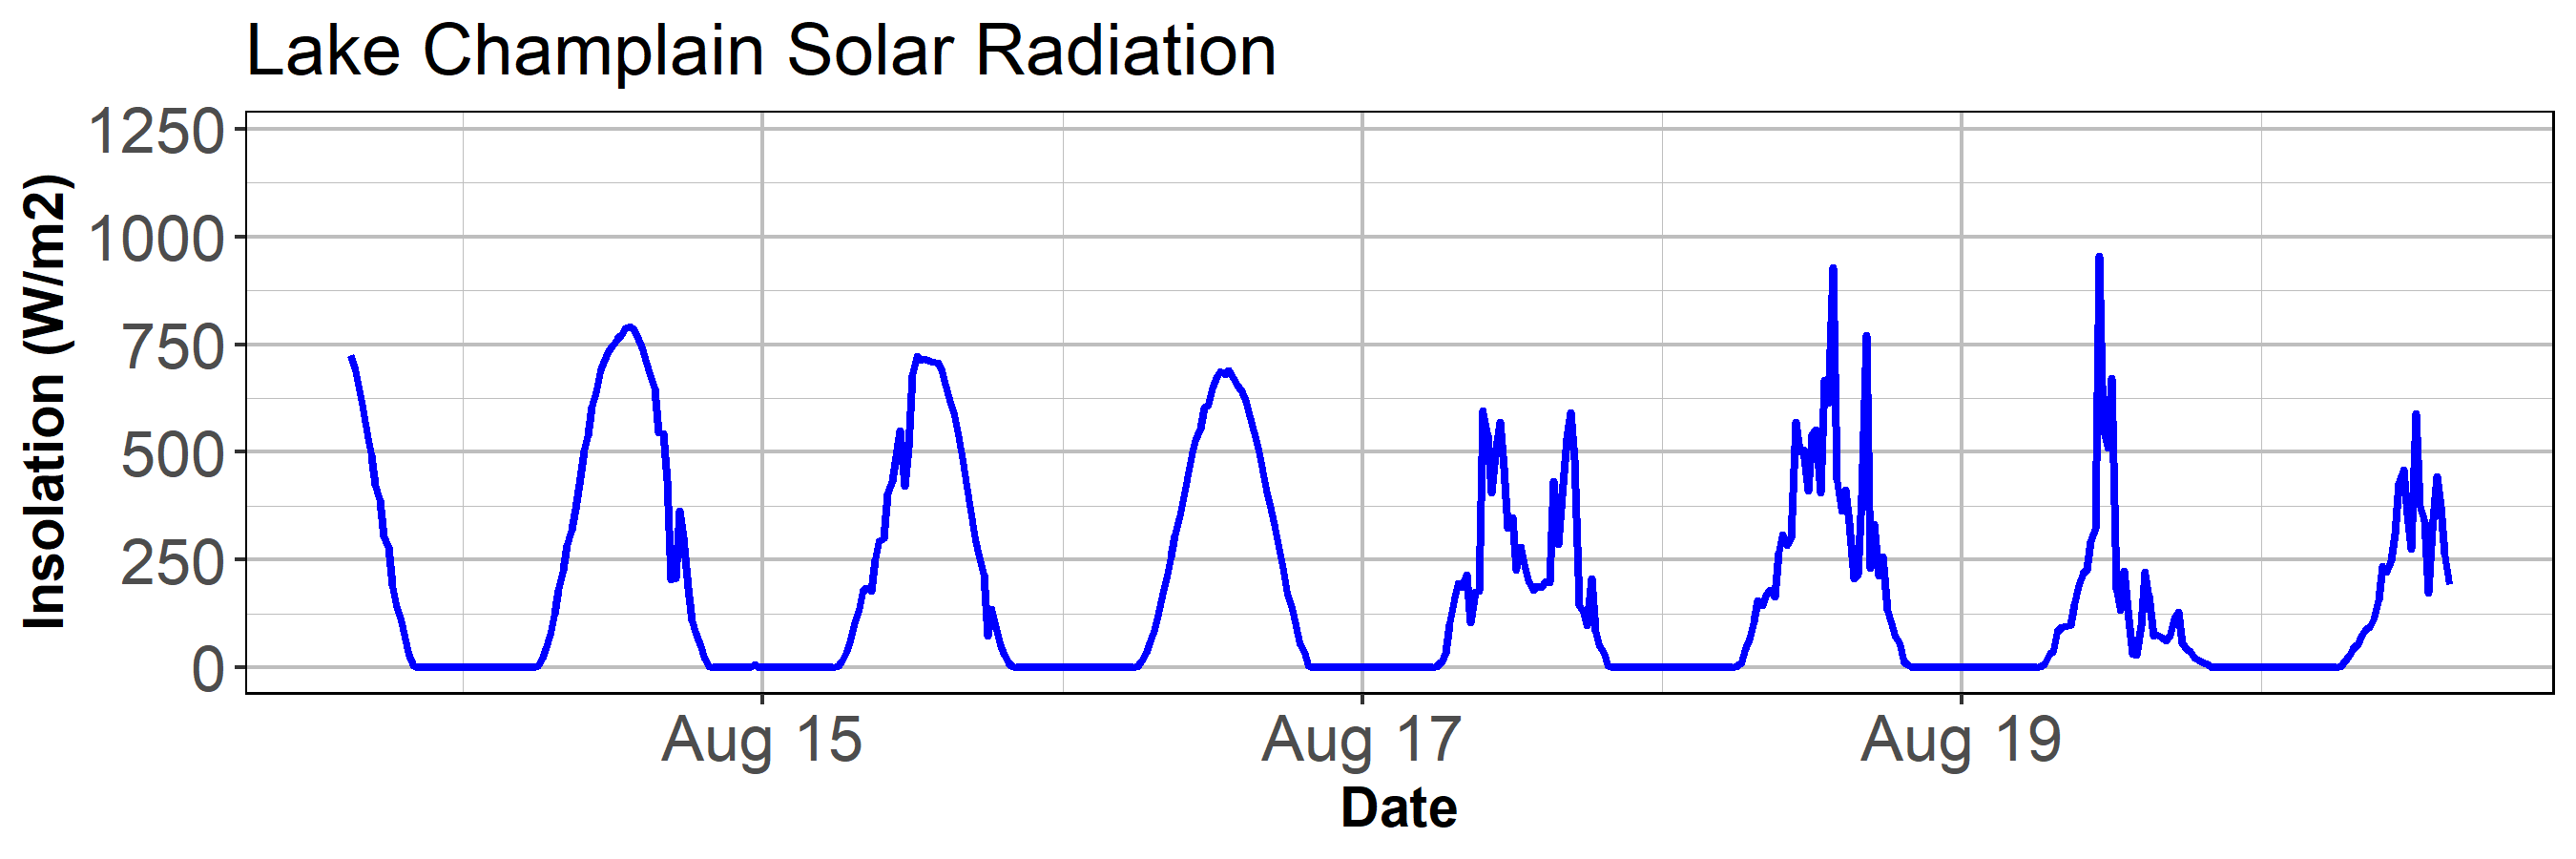 Lake Champlain Solar Radiation
1250
1000
750
500
250
0
Insolation (W/m2)
Aug 15
Aug 17
Aug 19
Date